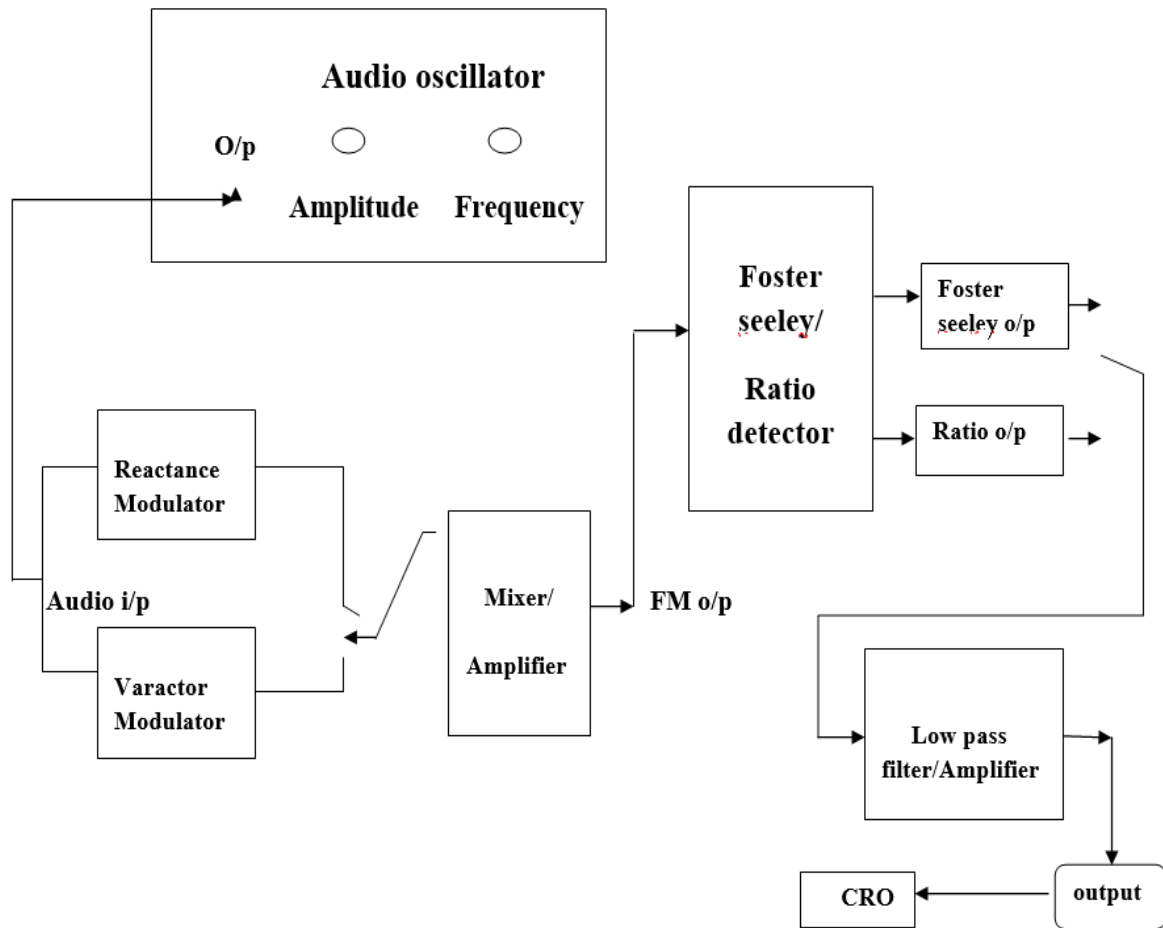 Audio oscillator
O/p
Amplitude
Frequency
Foster
seeley/
Ratio
detector
Foster
seeley o/p
Ratio o/p
Reactance
Modulator
Audio i/p
Varactor
Modulator
Mixer/
Amplifier
FM o/p
Low pass
filter/Amplifier
CRO
output